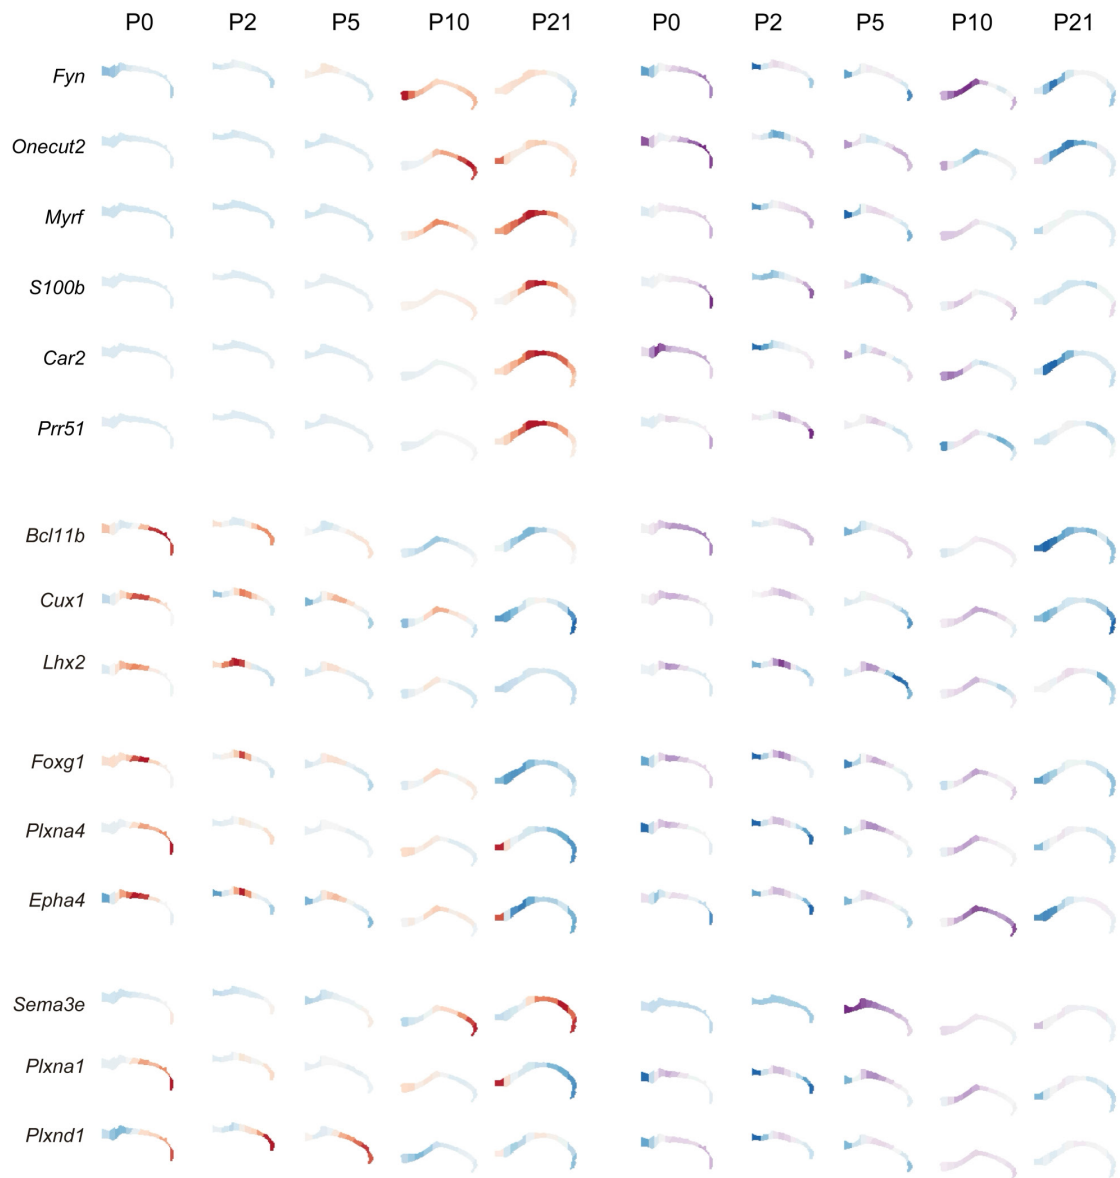 P0 P2 P5 P10 P21 P0 P2 P5 P10 P21
Fyn
Onecut2
Myrf
S100b
Car2
Prr51
Bcl11b
Cux1
Lhx2
Foxg1
Plxna4
Epha4
Sema3e
Plxna1
Plxnd1